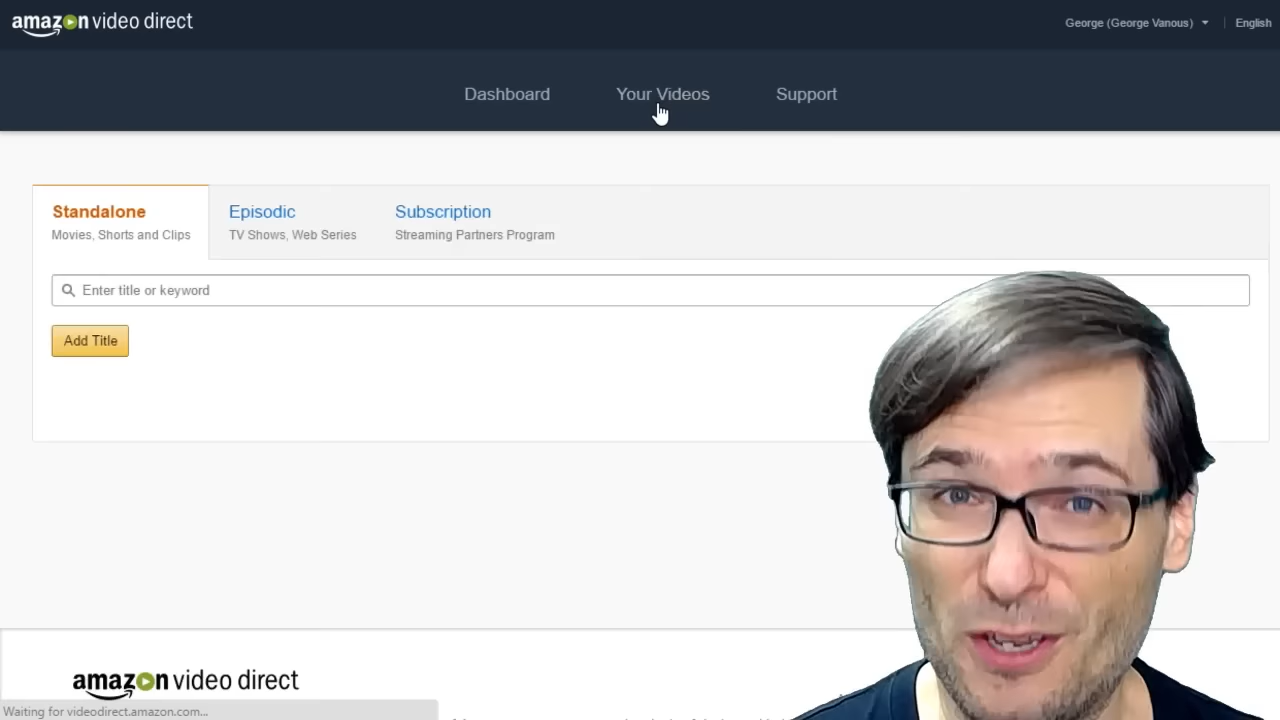 amazon video direct
George (George Vanous)
English
Dashboard
Your Videos
Support
Standalone
Movies, Shorts and Clips
Episodic
TV Shows, Web Series
Subscription
Streaming Partners Program
Enter title or keyword
Add Title
amazon video direct
Waiting for videodirect.amazon.com...